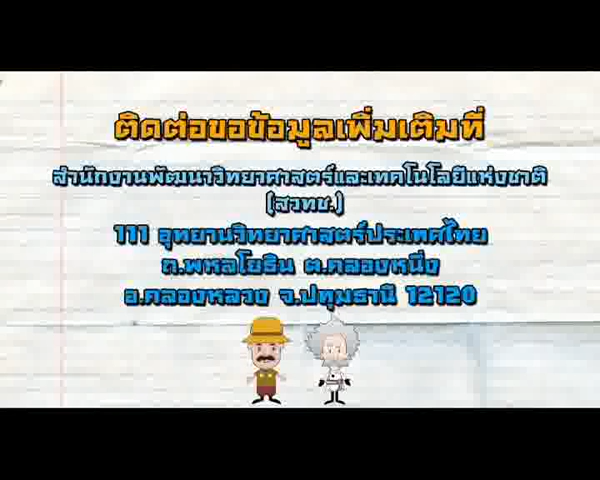 ติดต่อขอข้อมูลเพิ่มเติมที่
สำนักงานพัฒนาวิทยาศาสตร์และเทคโนโลยีแห่งชาติ
(สวทช.)
111 อุทยานวิทยาศาสตร์ประเทศไทย
ถ.พหลโยธิน ต.คลองหนึ่ง
อ.คลองหลวง จ.ปทุมธานี 12120